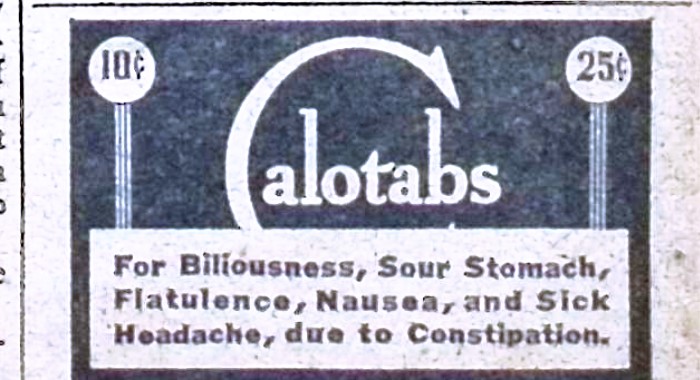 10¢ 25¢
Calotabs
For Biliousness, Sour Stomach,
Flatulence, Nausea, and Sick
Headache, due to Constipation.